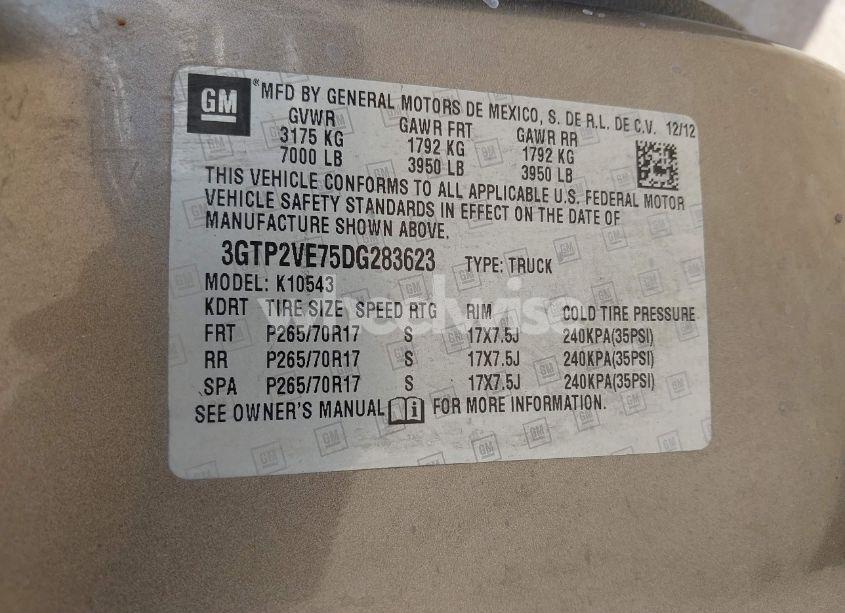 GM
® MFD BY GENERAL MOTORS DE MEXICO, S. DE R.L. DE C.V. 12/12
GVWR GAWR FRT GAWR RR
3175 KG 1792 KG 1792 KG
7000 LB 3950 LB 3950 LB
THIS VEHICLE CONFORMS TO ALL APPLICABLE U.S. FEDERAL MOTOR
VEHICLE SAFETY STANDARDS IN EFFECT ON THE DATE OF
MANUFACTURE SHOWN ABOVE.
3GTP2VE75DG283623 TYPE: TRUCK
MODEL: K10543
KDRT TIRE SIZE SPEED RTG RIM COLD TIRE PRESSURE
FRT P265/70R17 S 17X7.5J 240KPA(35PSI)
RR P265/70R17 S 17X7.5J 240KPA(35PSI)
SPA P265/70R17 S 17X7.5J 240KPA(35PSI)
SEE OWNER'S MANUAL FOR MORE INFORMATION.